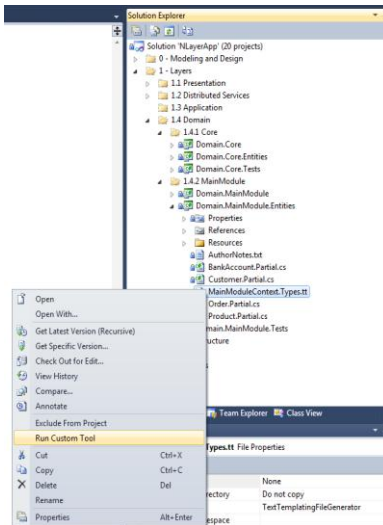 Solution Explorer
Solution 'NLayerApp' (20 projects)
0 - Modeling and Design
1 - Layers
1.1 Presentation
1.2 Distributed Services
1.3 Application
1.4 Domain
1.4.1 Core
Domain.Core
Domain.Core.Entities
Domain.Core.Tests
1.4.2 MainModule
Domain.MainModule
Domain.MainModule.Entities
Properties
References
Resources
AuthorNotes.txt
BankAccount.Partial.cs
Customer.Partial.cs
MainModuleContext.Types.tt
Order.Partial.cs
Product.Partial.cs
main.MainModule.Tests
ucture
Open
Open With...
Get Latest Version (Recursive)
Get Specific Version...
Check Out for Edit...
View History
Compare...
Annotate
Exclude From Project
Run Custom Tool
Cut Ctrl+X
Copy Ctrl+C
Delete Del
Rename
Properties Alt+Enter
Team Explorer Class View
Types.tt File Properties
None
rectory Do not copy
TextTemplatingFileGenerator
espace